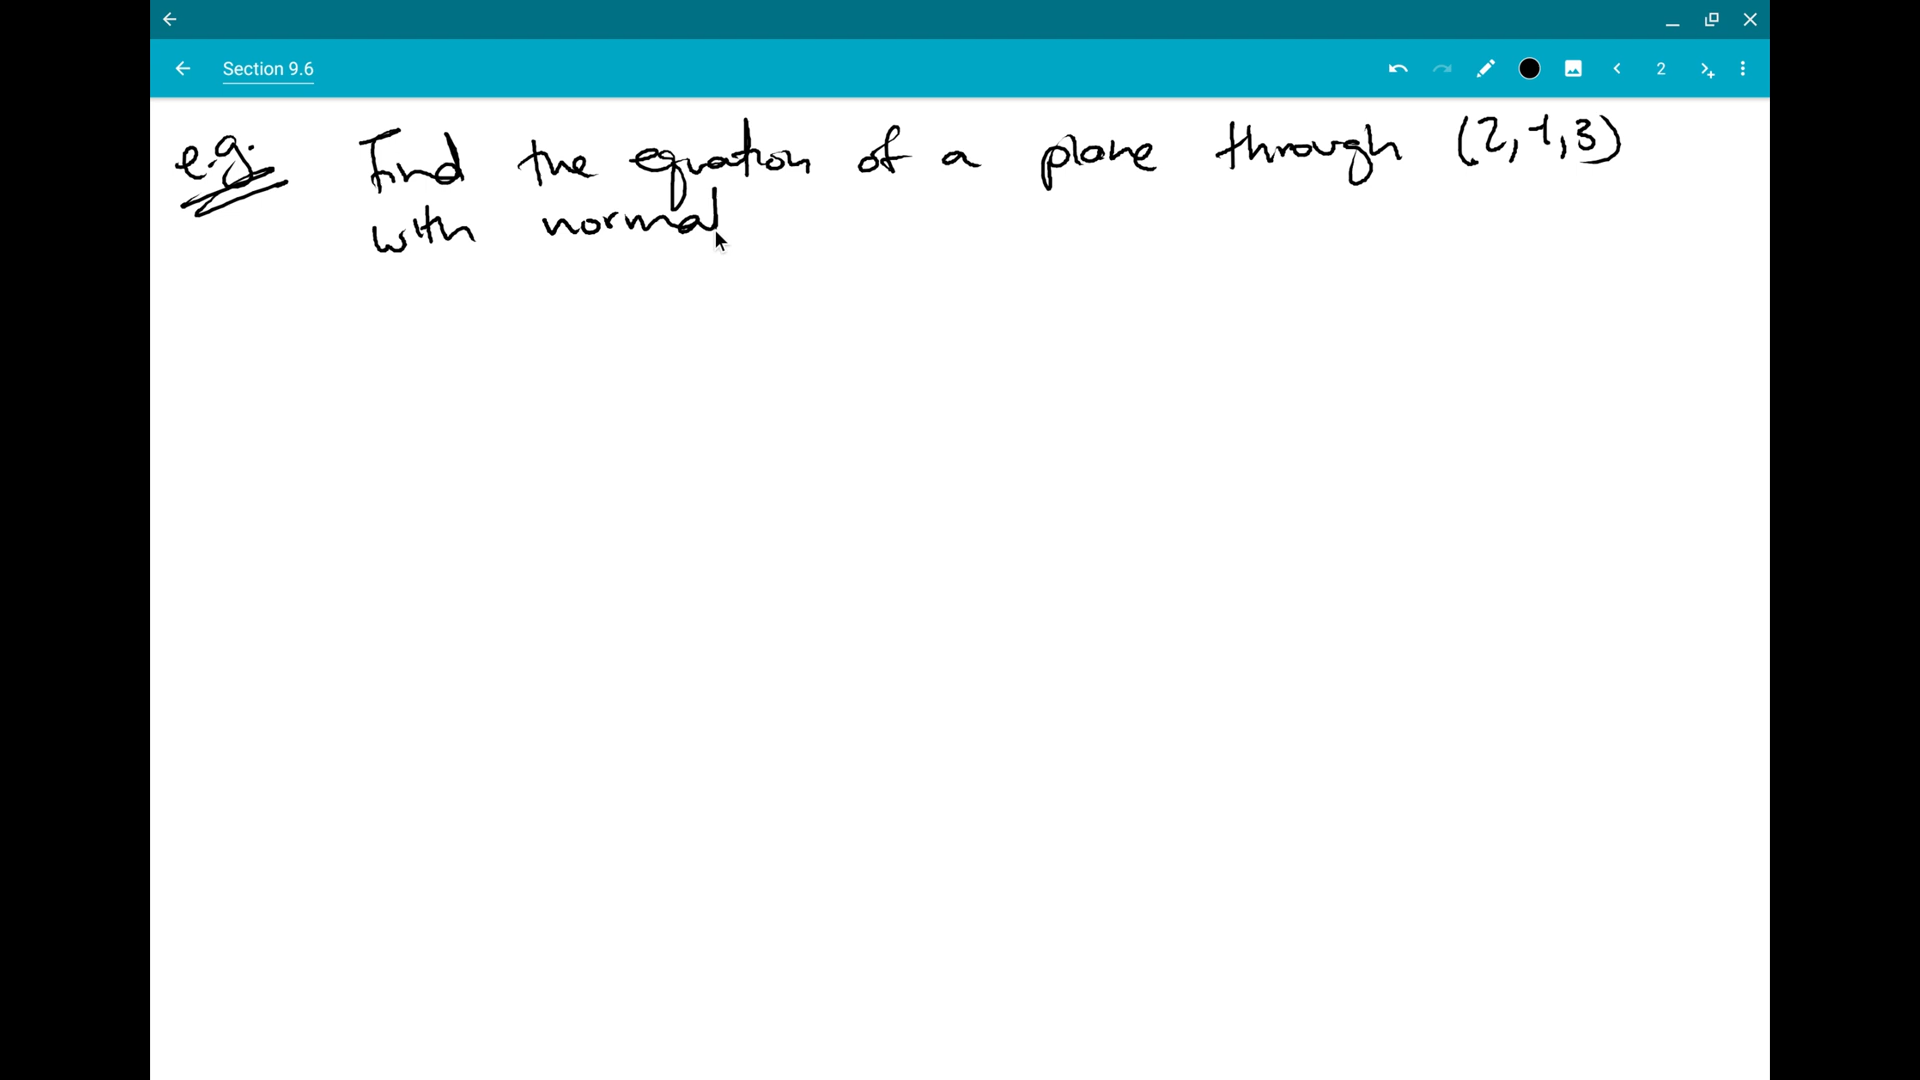 Section 9.6
2
e.g. Find the equation of a plane through (2,-1,3)
with normal